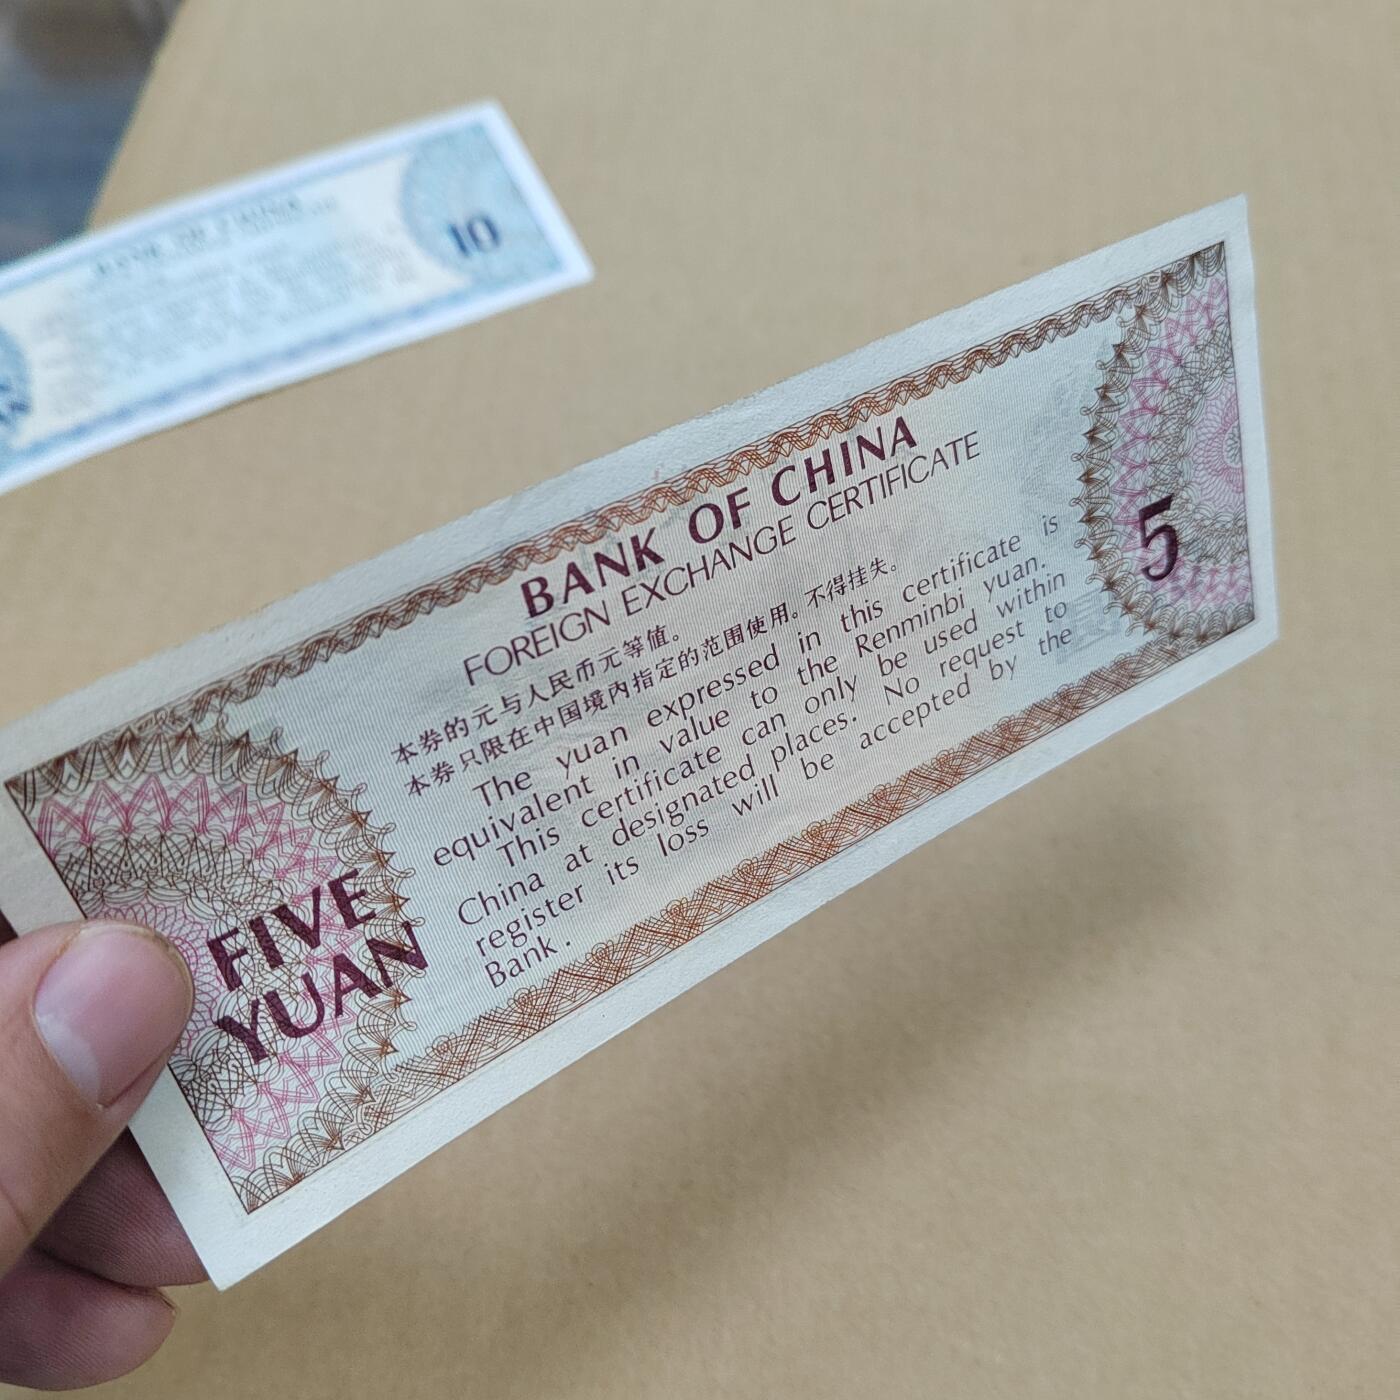 10
BANK OF CHINA
BANK OF CHINA
FOREIGN EXCHANGE CERTIFICATE
本券的元与人民币元等值。
本券只限在中国境内指定的范围使用。不得挂失。
The yuan expressed in this certificate is
equivalent in value to the Renminbi yuan.
This certificate can only be used within
China at designated places. No request to
register its loss will be accepted by the
Bank.
5
FIVE
YUAN